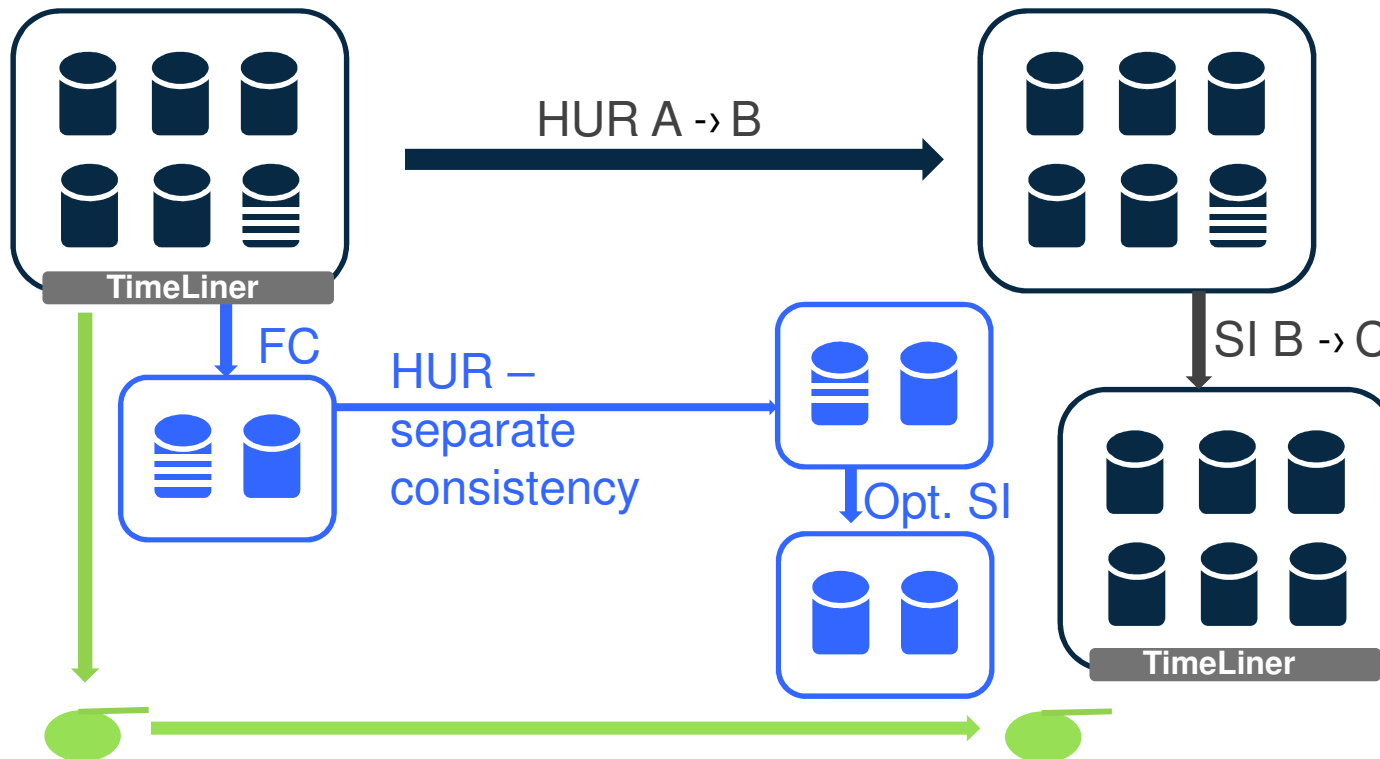 HUR A -› B
TimeLiner
FC
HUR –
separate
consistency
SI B -› C
Opt. SI
TimeLiner